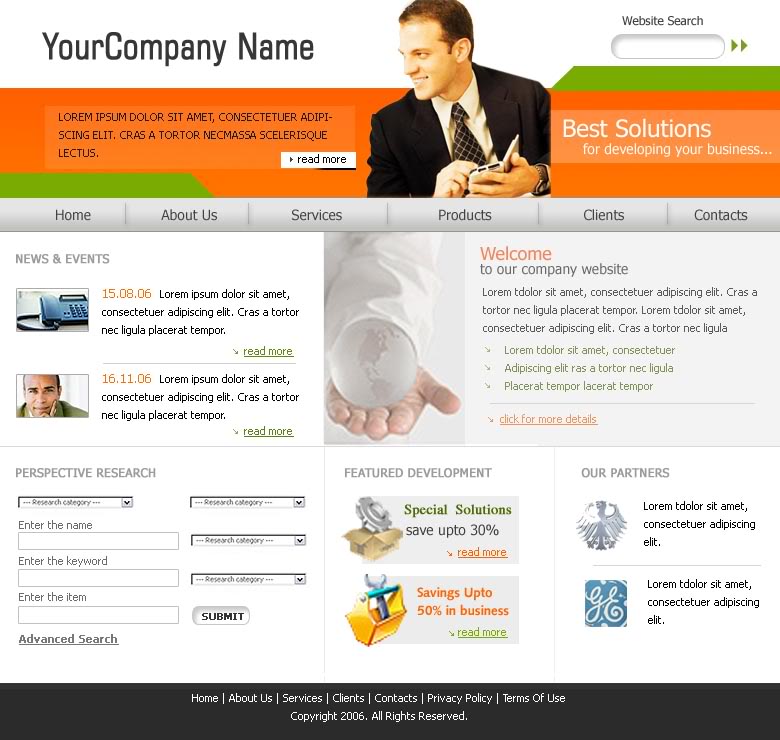 Website Search
YourCompany Name
LOREM IPSUM DOLOR SIT AMET, CONSECTETUER ADIPI-
SCING ELIT. CRAS A TORTOR NECMASSA SCELERISQUE
LECTUS.
read more
Best Solutions
for developing your business...
Home
About Us
Services
Products
Clients
Contacts
NEWS & EVENTS
15.08.06 Lorem ipsum dolor sit amet,
consectetuer adipiscing elit. Cras a tortor
nec ligula placerat tempor.
read more
16.11.06 Lorem ipsum dolor sit amet,
consectetuer adipiscing elit. Cras a tortor
nec ligula placerat tempor.
read more
Welcome
to our company website
Lorem tdolor sit amet, consectetuer adipiscing elit. Cras a
tortor nec ligula placerat tempor. Lorem tdolor sit amet,
consectetuer adipiscing elit. Cras a tortor nec ligula
Lorem tdolor sit amet, consectetuer
Adipiscing elit ras a tortor nec ligula
Placerat tempor lacerat tempor
click for more details
PERSPECTIVE RESEARCH
--- Research category ---
--- Research category ---
Enter the name
--- Research category ---
Enter the keyword
--- Research category ---
Enter the item
SUBMIT
Advanced Search
FEATURED DEVELOPMENT
Special Solutions
save upto 30%
read more
Savings Upto
50% in business
read more
OUR PARTNERS
Lorem tdolor sit amet,
consectetuer adipiscing
elit.
GE
Lorem tdolor sit amet,
consectetuer adipiscing
elit.
Home | About Us | Services | Clients | Contacts | Privacy Policy | Terms Of Use
Copyright 2006. All Rights Reserved.